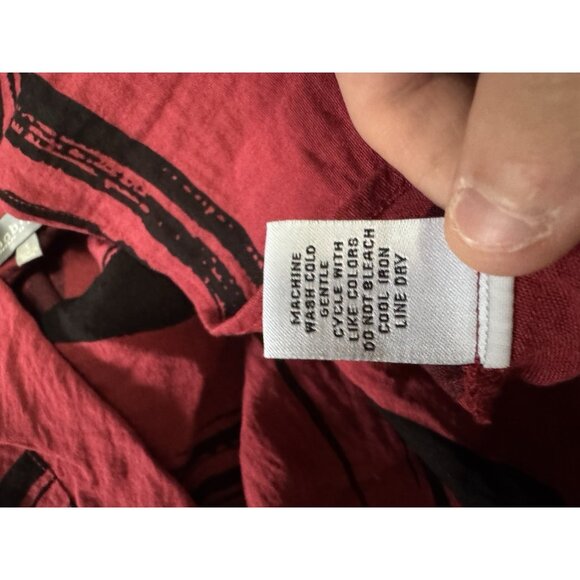 MACHINE
WASH COLD
GENTLE
CYCLE WITH
LIKE COLORS
DO NOT BLEACH
COOL IRON
LINE DRY